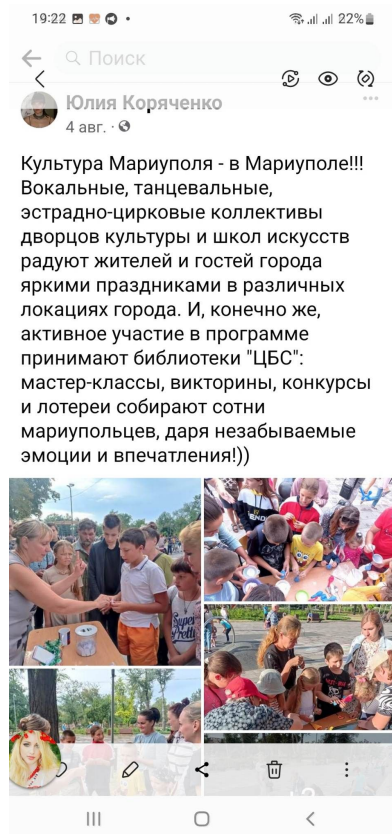 19:22
22%
Поиск
Юлия Коряченко
4 авг. ·
Культура Мариуполя - в Мариуполе!!!
Вокальные, танцевальные,
эстрадно-цирковые коллективы
дворцов культуры и школ искусств
радуют жителей и гостей города
яркими праздниками в различных
локациях города. И, конечно же,
активное участие в программе
принимают библиотеки "ЦБС":
мастер-классы, викторины, конкурсы
и лотереи собирают сотни
мариупольцев, даря незабываемые
эмоции и впечатления!))
Super
Pretty